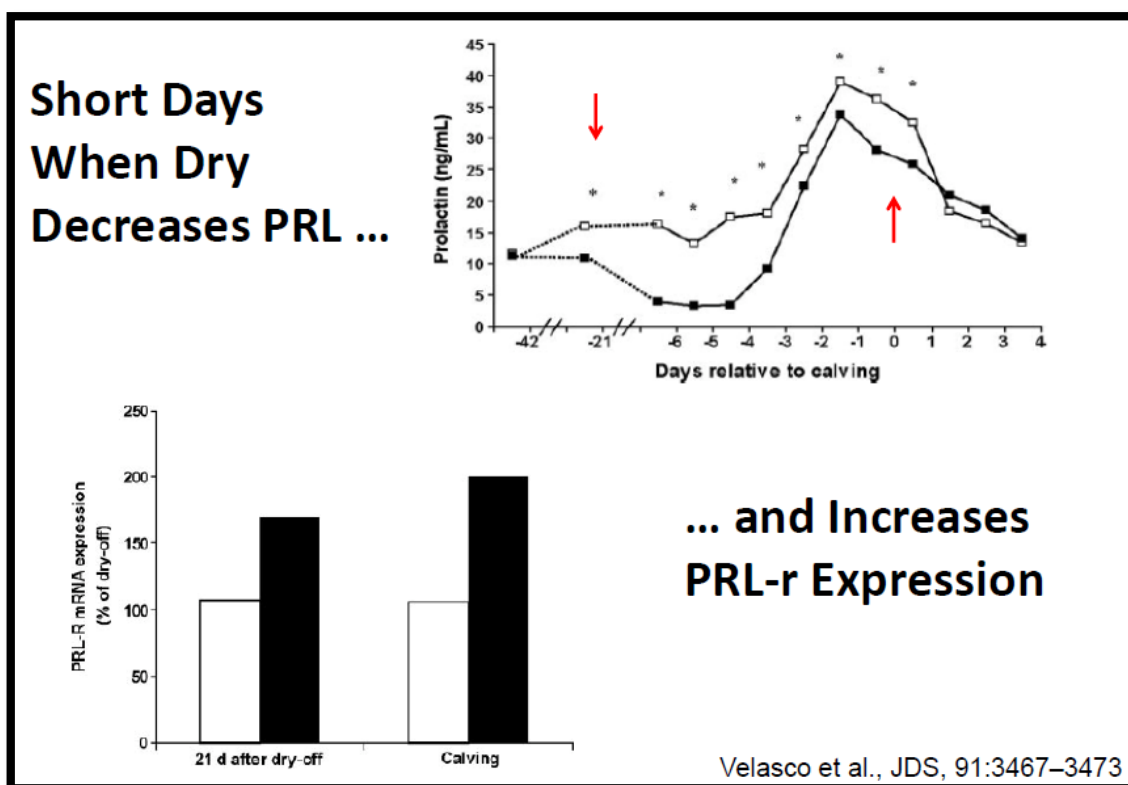 Short Days
When Dry
Decreases PRL ...
45
40
35
30
25
20
15
10
5
0
Prolactin (ng/mL)
* * * * * * * * *
-42 -21 -6 -5 -4 -3 -2 -1 0 1 2 3 4
Days relative to calving
250
200
150
100
50
0
PRL-R mRNA expression
(% of dry-off)
21 d after dry-off Calving
... and Increases
PRL-r Expression
Velasco et al., JDS, 91:3467–3473